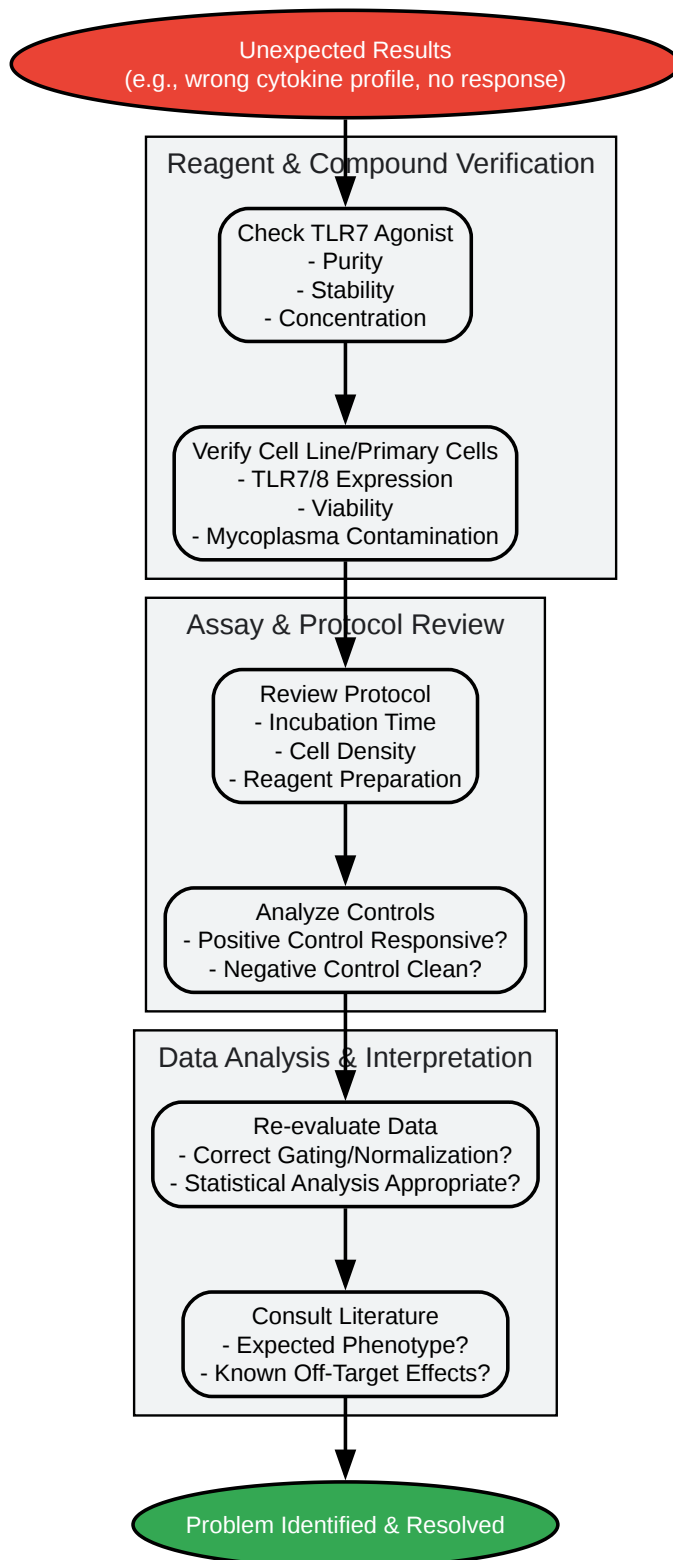 Unexpected Results
(e.g., wrong cytokine profile, no response)
Reagent & Compound Verification
Check TLR7 Agonist
- Purity
- Stability
- Concentration
Verify Cell Line/Primary Cells
- TLR7/8 Expression
- Viability
- Mycoplasma Contamination
Assay & Protocol Review
Review Protocol
- Incubation Time
- Cell Density
- Reagent Preparation
Analyze Controls
- Positive Control Responsive?
- Negative Control Clean?
Data Analysis & Interpretation
Re-evaluate Data
- Correct Gating/Normalization?
- Statistical Analysis Appropriate?
Consult Literature
- Expected Phenotype?
- Known Off-Target Effects?
Problem Identified & Resolved